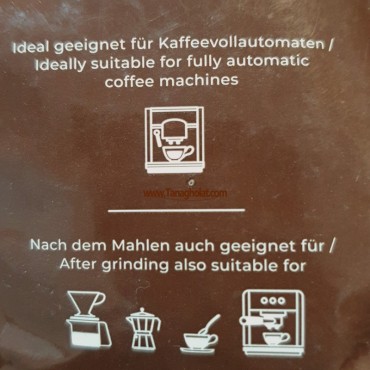 Ideal geeignet für Kaffeevollautomaten /
Ideally suitable for fully automatic
coffee machines
www.Tanagholat.com
Nach dem Mahlen auch geeignet für /
After grinding also suitable for